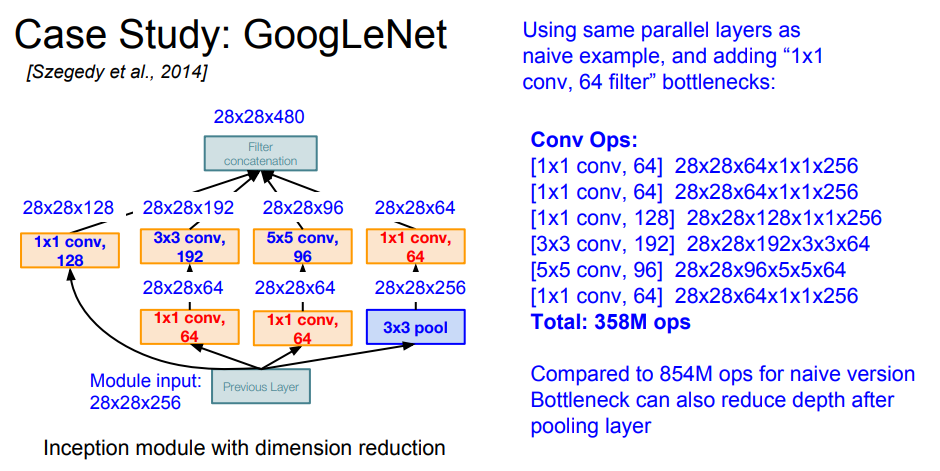 Case Study: GoogLeNet
[Szegedy et al., 2014]
28x28x480
Filter
concatenation
28x28x128
28x28x192
28x28x96
28x28x64
1x1 conv,
128
3x3 conv,
192
5x5 conv,
96
1x1 conv,
64
28x28x64
28x28x64
28x28x256
1x1 conv,
64
1x1 conv,
64
3x3 pool
Module input:
28x28x256
Previous Layer
Inception module with dimension reduction
Using same parallel layers as
naive example, and adding “1x1
conv, 64 filter” bottlenecks:
Conv Ops:
[1x1 conv, 64] 28x28x64x1x1x256
[1x1 conv, 64] 28x28x64x1x1x256
[1x1 conv, 128] 28x28x128x1x1x256
[3x3 conv, 192] 28x28x192x3x3x64
[5x5 conv, 96] 28x28x96x5x5x64
[1x1 conv, 64] 28x28x64x1x1x256
Total: 358M ops
Compared to 854M ops for naive version
Bottleneck can also reduce depth after
pooling layer